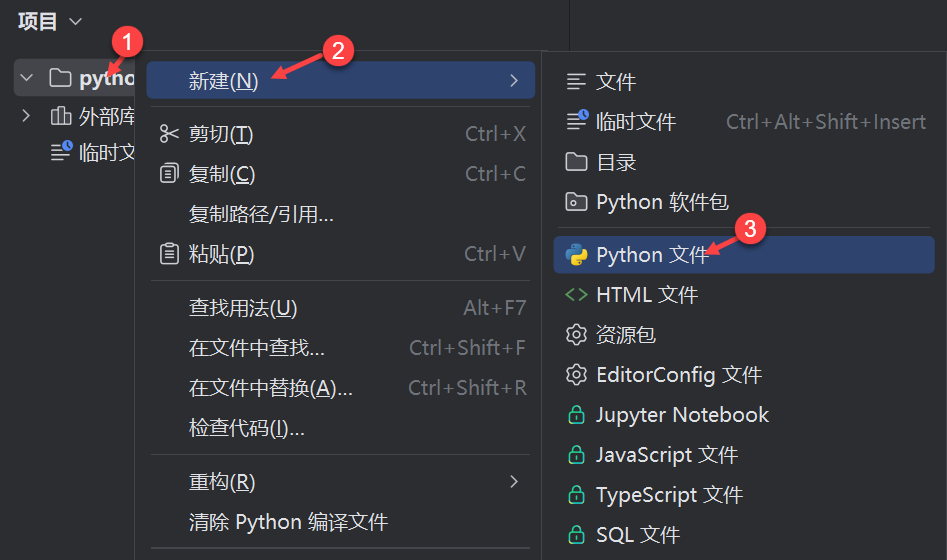 项目
1
pytho
外部库
临时文
2
新建(N)
剪切(T) Ctrl+X
复制(C) Ctrl+C
复制路径/引用...
粘贴(P) Ctrl+V
查找用法(U) Alt+F7
在文件中查找... Ctrl+Shift+F
在文件中替换(A)... Ctrl+Shift+R
检查代码(I)...
重构(R)
清除 Python 编译文件
文件
临时文件 Ctrl+Alt+Shift+Insert
目录
Python 软件包
3
Python 文件
HTML 文件
资源包
EditorConfig 文件
Jupyter Notebook
JavaScript 文件
TypeScript 文件
SQL 文件